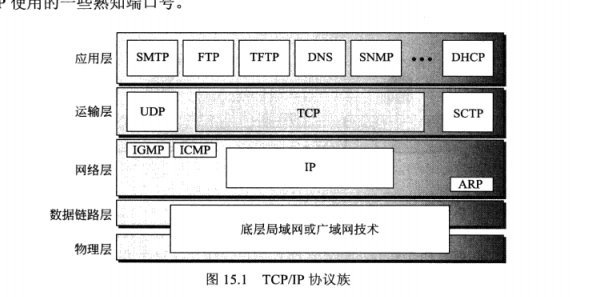 P 使用的一些熟知端口号。
应用层 SMTP FTP TFTP DNS SNMP ••• DHCP
运输层 UDP TCP SCTP
IGMP ICMP
网络层 IP
ARP
数据链路层
底层局域网或广域网技术
物理层
图 15.1 TCP/IP 协议族